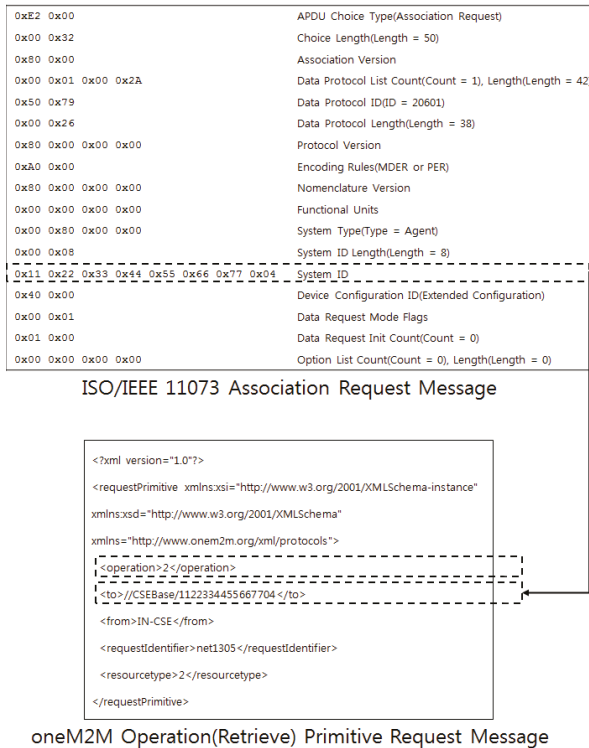 0xE2 0x00 APDU Choice Type(Association Request)
0x00 0x32 Choice Length(Length = 50)
0x80 0x00 Association Version
0x00 0x01 0x00 0x2A Data Protocol List Count(Count = 1), Length(Length = 42)
0x50 0x79 Data Protocol ID(ID = 20601)
0x00 0x26 Data Protocol Length(Length = 38)
0x80 0x00 0x00 0x00 Protocol Version
0xA0 0x00 Encoding Rules(MDER or PER)
0x80 0x00 0x00 0x00 Nomenclature Version
0x00 0x00 0x00 0x00 Functional Units
0x00 0x80 0x00 0x00 System Type(Type = Agent)
0x00 0x08 System ID Length(Length = 8)
0x11 0x22 0x33 0x44 0x55 0x66 0x77 0x04 System ID
0x40 0x00 Device Configuration ID(Extended Configuration)
0x00 0x01 Data Request Mode Flags
0x01 0x00 Data Request Init Count(Count = 0)
0x00 0x00 0x00 0x00 Option List Count(Count = 0), Length(Length = 0)
ISO/IEEE 11073 Association Request Message
<?xml version="1.0"?>
<requestPrimitive xmlns:xsi="http://www.w3.org/2001/XMLSchema-instance"
xmlns:xsd="http://www.w3.org/2001/XMLSchema"
xmlns="http://www.onem2m.org/xml/protocols">
<operation>2</operation>
<to>//CSEBase/1122334455667704</to>
<from>IN-CSE</from>
<requestIdentifier>net1305</requestIdentifier>
<resourcetype>2</resourcetype>
</requestPrimitive>
oneM2M Operation(Retrieve) Primitive Request Message